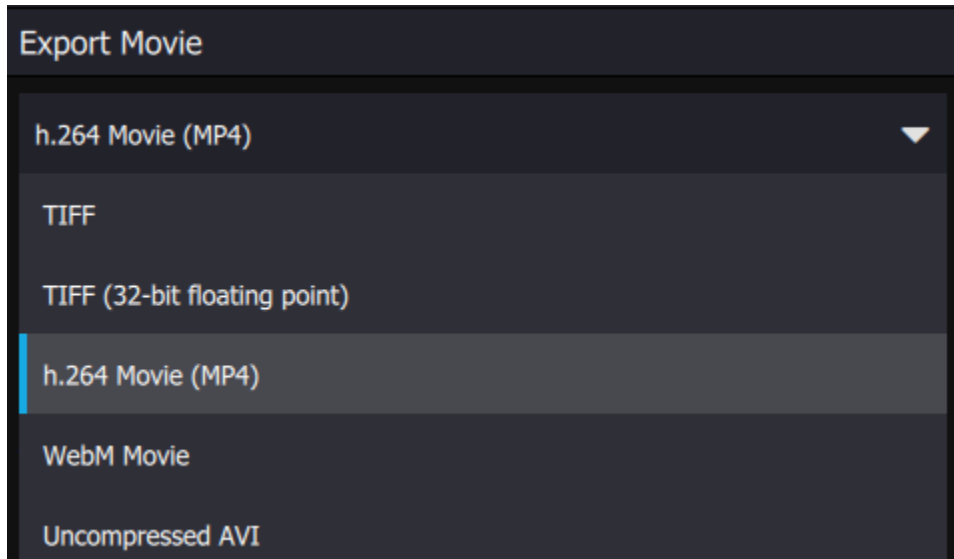 Export Movie
h.264 Movie (MP4)
TIFF
TIFF (32-bit floating point)
h.264 Movie (MP4)
WebM Movie
Uncompressed AVI